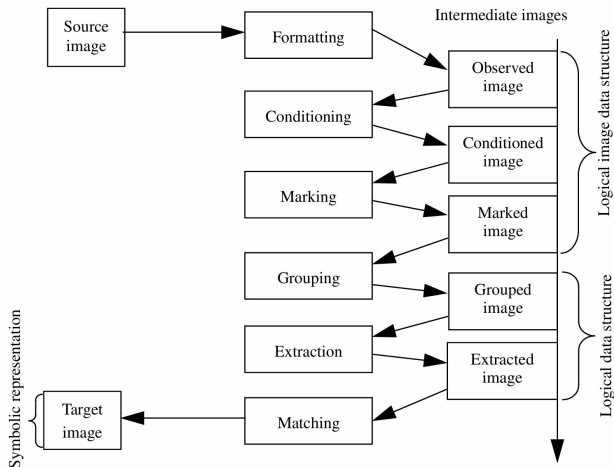 Intermediate images
Source
image
Formatting
Observed
image
Conditioning
Conditioned
image
Marking
Marked
image
Logical image data structure
Grouping
Grouped
image
Extraction
Extracted
image
Logical data structure
Matching
Target
image
Symbolic representation